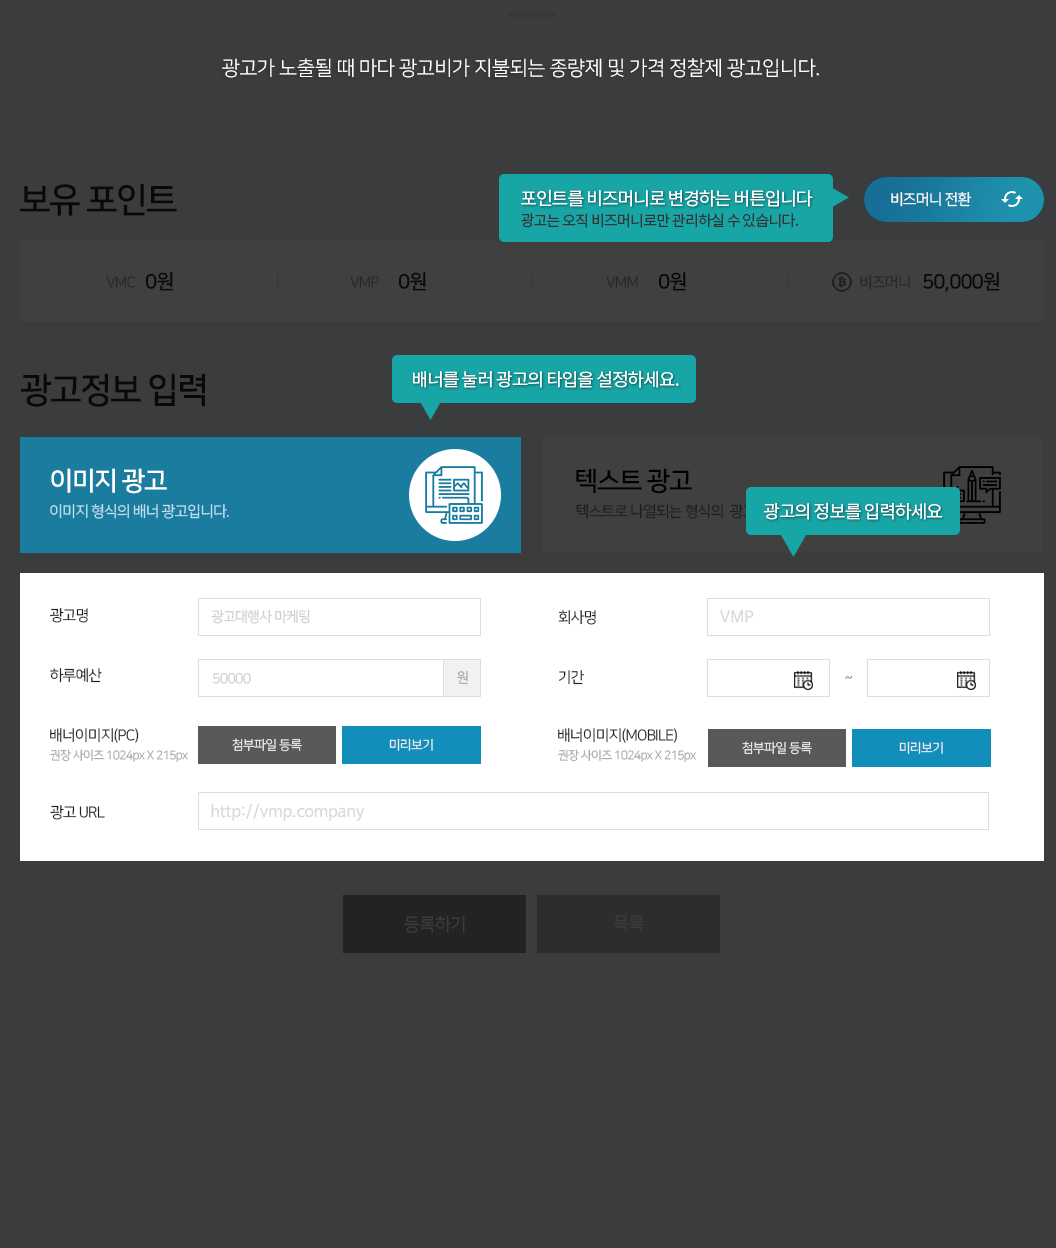 광고가 노출될 때 마다 광고비가 지불되는 종량제 및 가격 정찰제 광고입니다.
보유 포인트
포인트를 비즈머니로 변경하는 버튼입니다
광고는 오직 비즈머니로만 관리하실 수 있습니다.
비즈머니 전환
VMC 0원
VMP 0원
VMM 0원
비즈머니 50,000원
광고정보 입력
배너를 눌러 광고의 타입을 설정하세요.
이미지 광고
이미지 형식의 배너 광고입니다.
텍스트 광고
텍스트로 나열되는 형식의
광고의 정보를 입력하세요
광고명 광고대행사 마케팅
회사명 VMP
하루예산 50000 원
기간 ~
배너이미지(PC)
권장 사이즈 1024px X 215px
첨부파일 등록 미리보기
배너이미지(MOBILE)
권장 사이즈 1024px X 215px
첨부파일 등록 미리보기
광고 URL http://vmp.company
등록하기 목록